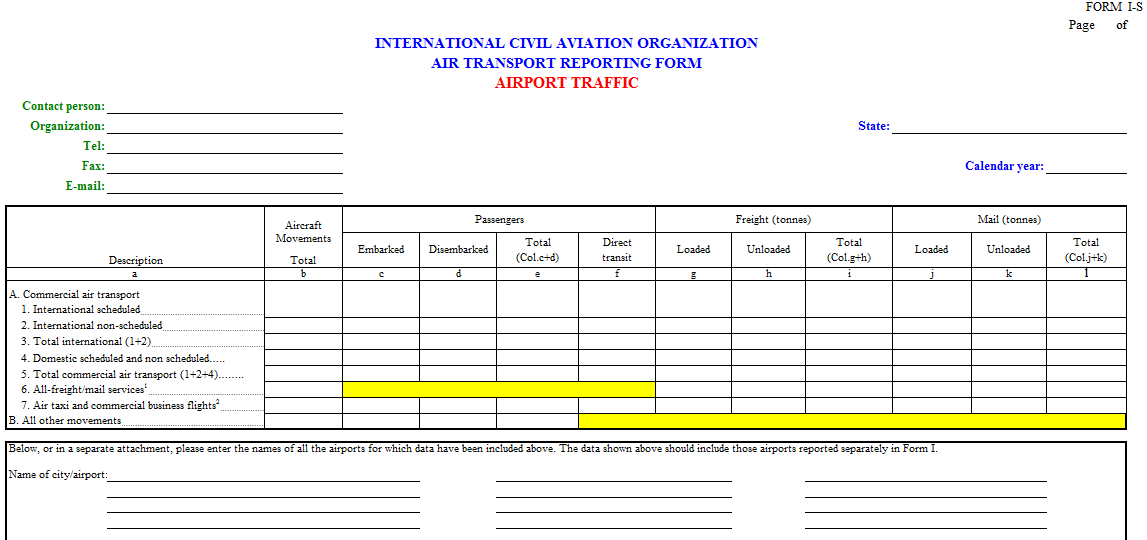 FORM I-S
Page of
INTERNATIONAL CIVIL AVIATION ORGANIZATION
AIR TRANSPORT REPORTING FORM
AIRPORT TRAFFIC
Contact person:
Organization:
State:
Tel:
Fax:
Calendar year:
E-mail:
Description
Aircraft
Movements
Total
Passengers
Freight (tonnes)
Mail (tonnes)
Embarked
Disembarked
Total
(Col.c+d)
Direct
transit
Loaded
Unloaded
Total
(Col.g+h)
Loaded
Unloaded
Total
(Col.j+k)
a b c d e f g h i j k l
A. Commercial air transport
1. International scheduled
2. International non-scheduled
3. Total international (1+2)
4. Domestic scheduled and non scheduled.....
5. Total commercial air transport (1+2+4)........
6. All-freight/mail services¹
7. Air taxi and commercial business flights²
B. All other movements
Below, or in a separate attachment, please enter the names of all the airports for which data have been included above. The data shown above should include those airports reported separately in Form I.
Name of city/airport: